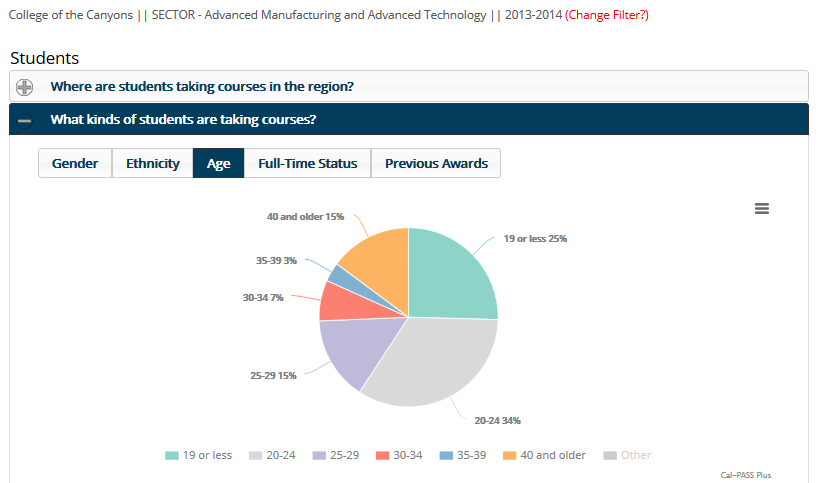 College of the Canyons || SECTOR - Advanced Manufacturing and Advanced Technology || 2013-2014 (Change Filter?)
Students
Where are students taking courses in the region?
What kinds of students are taking courses?
Gender Ethnicity Age Full-Time Status Previous Awards
40 and older 15%
19 or less 25%
35-39 3%
30-34 7%
25-29 15%
20-24 34%
19 or less 20-24 25-29 30-34 35-39 40 and older Other
Cal-PASS Plus